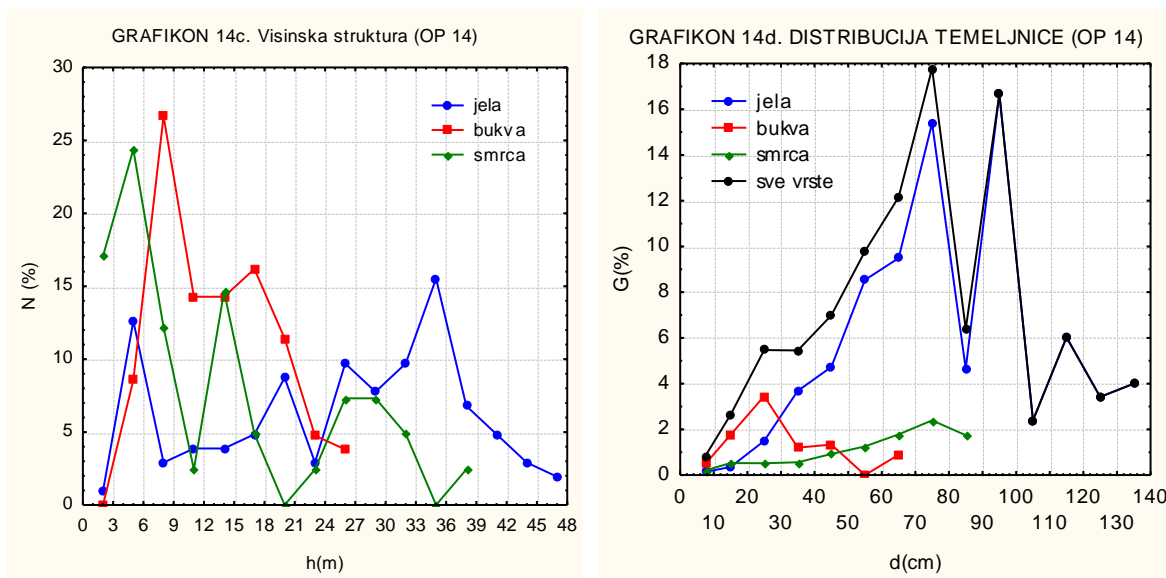 GRAFIKON 14c. Visinska struktura (OP 14)
30
25
20
15
10
5
0
N (%)
jela
bukva
smrca
0 3 6 9 12 15 18 21 24 27 30 33 36 39 42 45 48
h(m)
GRAFIKON 14d. DISTRIBUCIJA TEMELJNICE (OP 14)
18
16
14
12
10
8
6
4
2
0
G(%)
jela
bukva
smrca
sve vrste
0 20 40 60 80 100 120 140
10 30 50 70 90 110 130
d(cm)